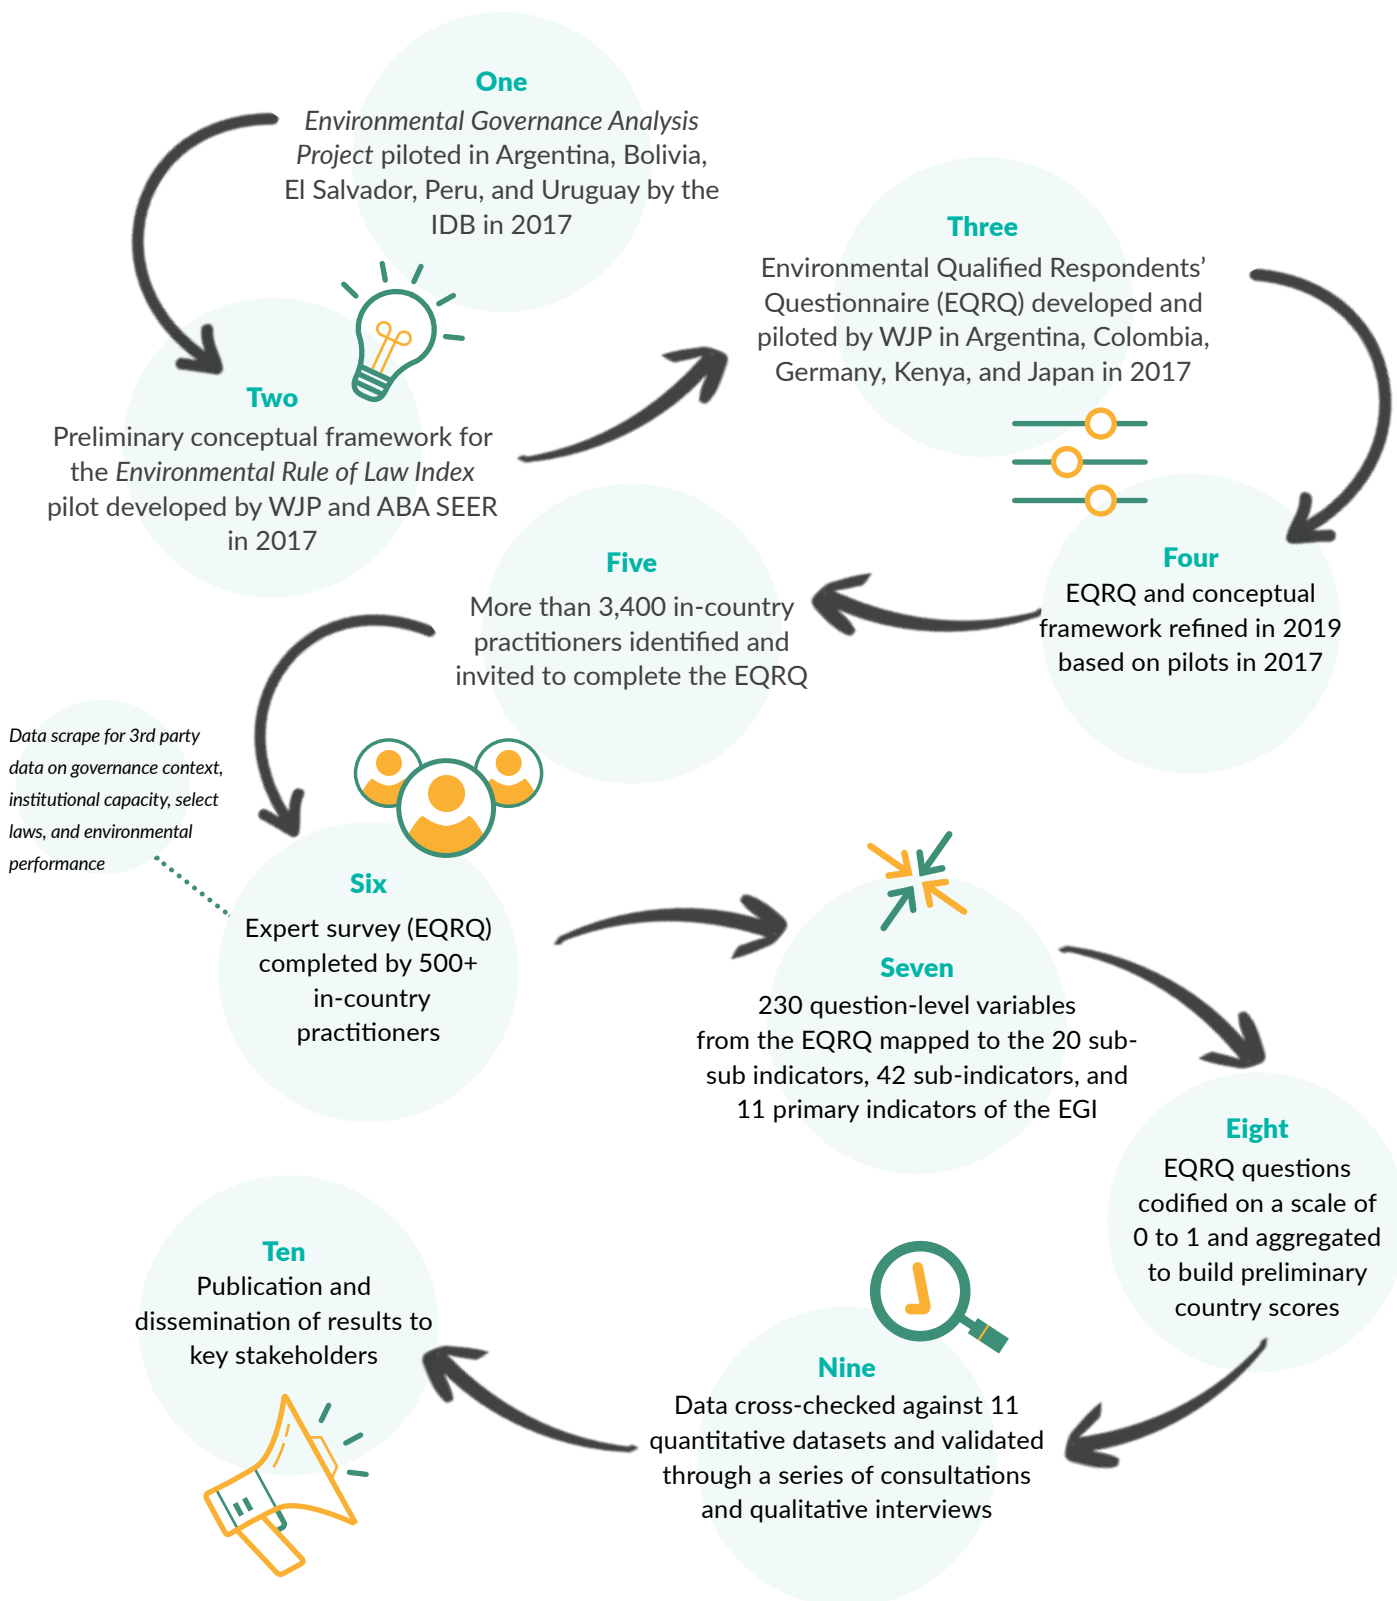 One
Environmental Governance Analysis
Project piloted in Argentina, Bolivia,
El Salvador, Peru, and Uruguay by the
IDB in 2017
Two
Preliminary conceptual framework for
the Environmental Rule of Law Index
pilot developed by WJP and ABA SEER
in 2017
Three
Environmental Qualified Respondents’
Questionnaire (EQRQ) developed and
piloted by WJP in Argentina, Colombia,
Germany, Kenya, and Japan in 2017
Four
EQRQ and conceptual
framework refined in 2019
based on pilots in 2017
Five
More than 3,400 in-country
practitioners identified and
invited to complete the EQRQ
Data scrape for 3rd party
data on governance context,
institutional capacity, select
laws, and environmental
performance
Six
Expert survey (EQRQ)
completed by 500+
in-country
practitioners
Seven
230 question-level variables
from the EQRQ mapped to the 20 sub-
sub indicators, 42 sub-indicators, and
11 primary indicators of the EGI
Eight
EQRQ questions
codified on a scale of
0 to 1 and aggregated
to build preliminary
country scores
Nine
Data cross-checked against 11
quantitative datasets and validated
through a series of consultations
and qualitative interviews
Ten
Publication and
dissemination of results to
key stakeholders